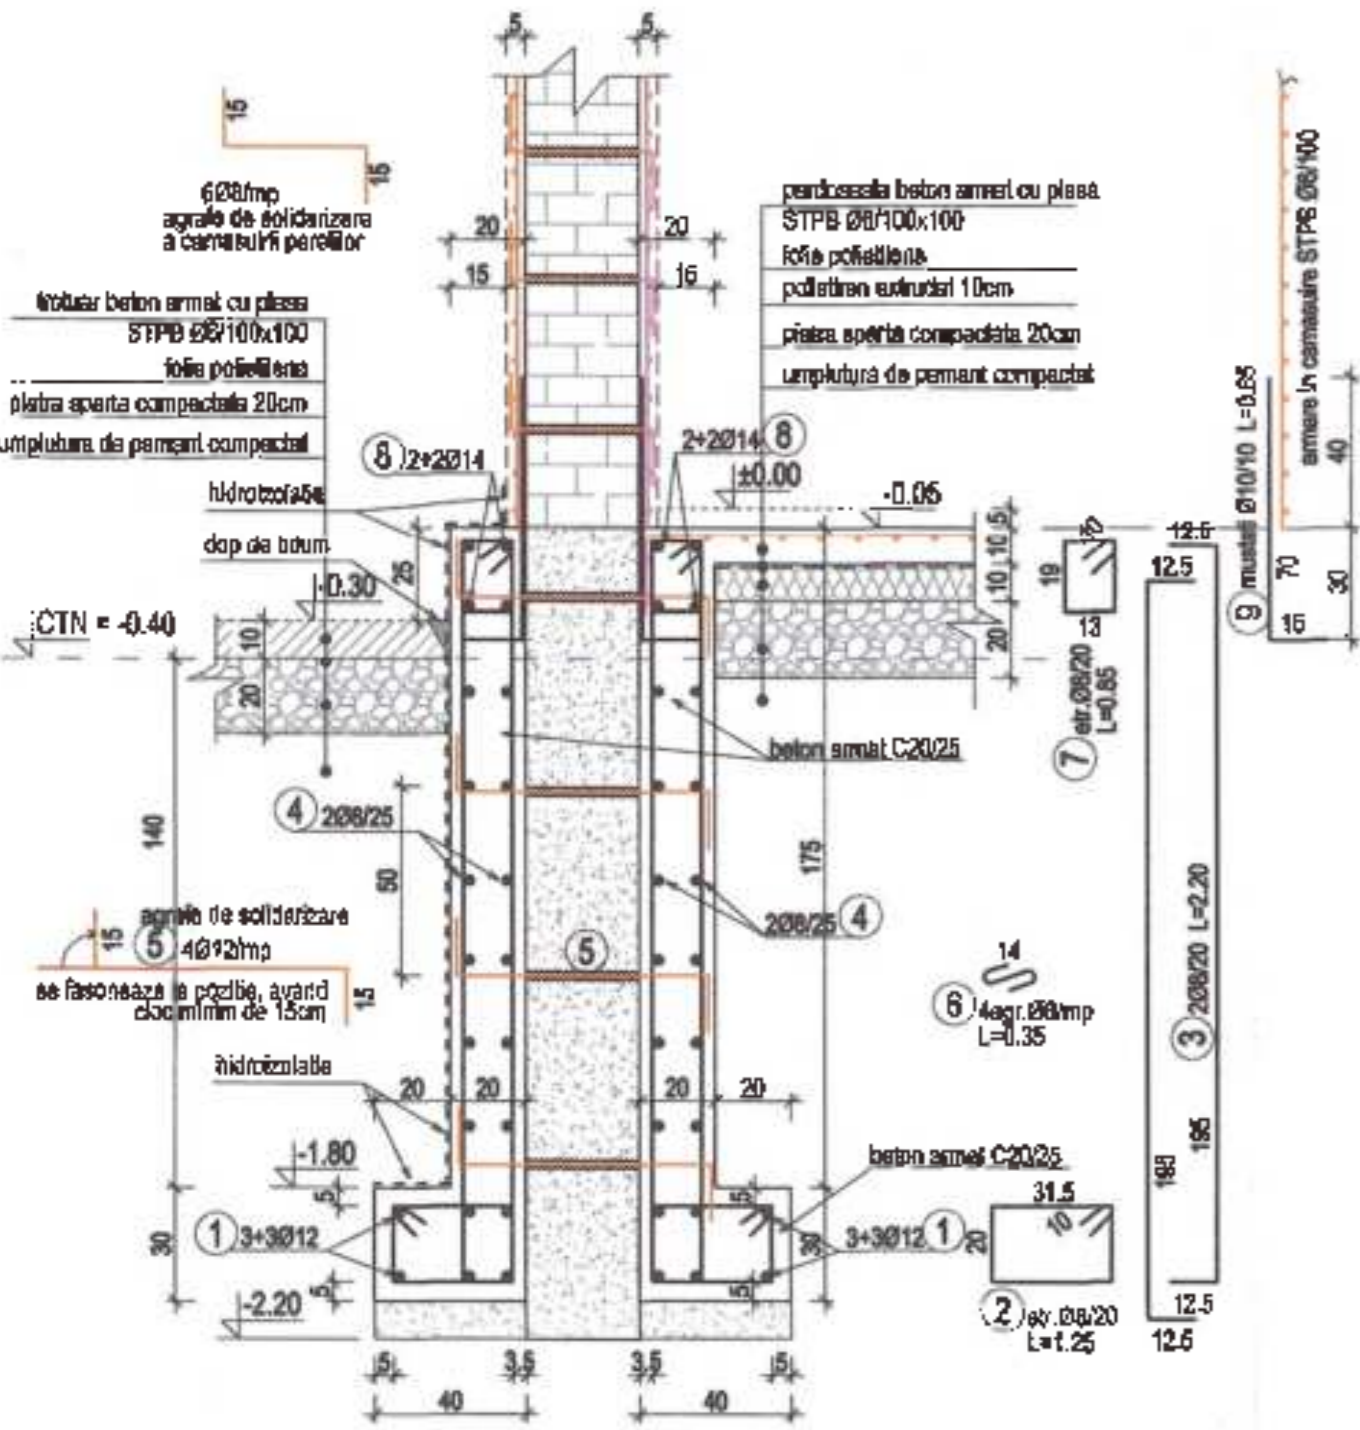 5 5
15
15
6Ø8/mp
agrafe de solidarizare
a camasuirii peretilor
20 20
15 15
trotuar beton armat cu plasa
STPB Ø6/100x100
folie polietilena
piatra sparta compactata 20cm
umplutura de pamant compactat
hidroizolatie
dop de bitum
8 2+2Ø14
2+2Ø14 8
pardoseala beton armat cu plasa
STPB Ø6/100x100
folie polietilena
polistiren extrudat 10cm
piatra sparta compactata 20cm
umplutură de pamant compactat
±0.00
-0.05
-0.30
CTN = -0.40
25
10
20
5
10
10
20
140
175
beton armat C20/25
4 2Ø8/25
2Ø8/25 4
50
agrafe de solidarizare
5 4Ø12/mp
15
15
se fasoneaza la pozitie, avand
cioc minim de 15cm
5
hidroizolatie
20 20 20 20
-1.80
beton armat C20/25
5
5
30
30
1 3+3Ø12
3+3Ø12 1
5
5
-2.20
5 5
40 40
armare in camasuire STPB Ø6/100
9 mustati Ø10/10 L=0.85
40
70
30
15
10
19
13
7 etr.Ø8/20
L=0.85
12.5
12.5
3 2Ø8/20 L=2.20
195
195
12.5
12.5
14
6 4agr.Ø8/mp
L=0.35
31.5
10
20
2 etr.Ø8/20
L=1.25